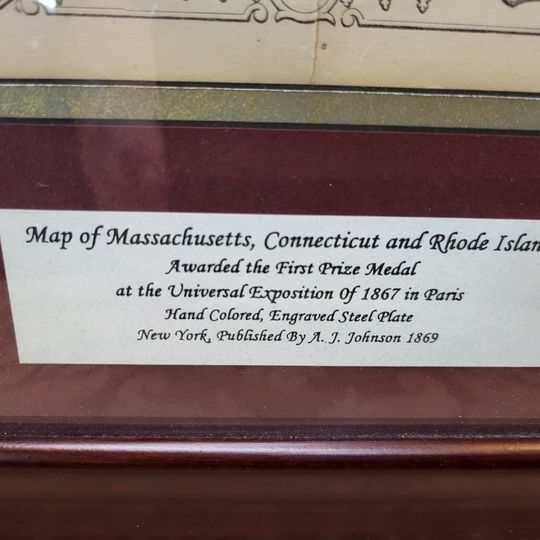 Map of Massachusetts, Connecticut and Rhode Islan
Awarded the First Prize Medal
at the Universal Exposition Of 1867 in Paris
Hand Colored, Engraved Steel Plate
New York, Published By A. J. Johnson 1869